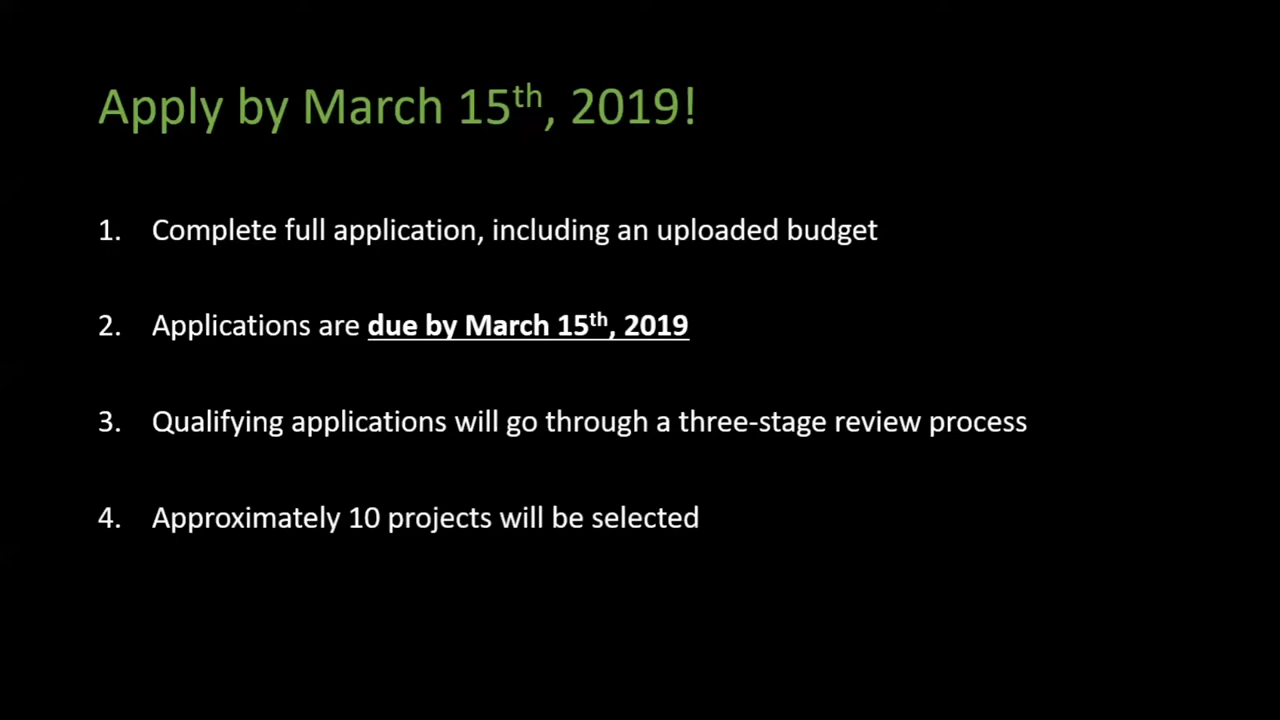 Apply by March 15th, 2019!
1. Complete full application, including an uploaded budget
2. Applications are due by March 15th, 2019
3. Qualifying applications will go through a three-stage review process
4. Approximately 10 projects will be selected